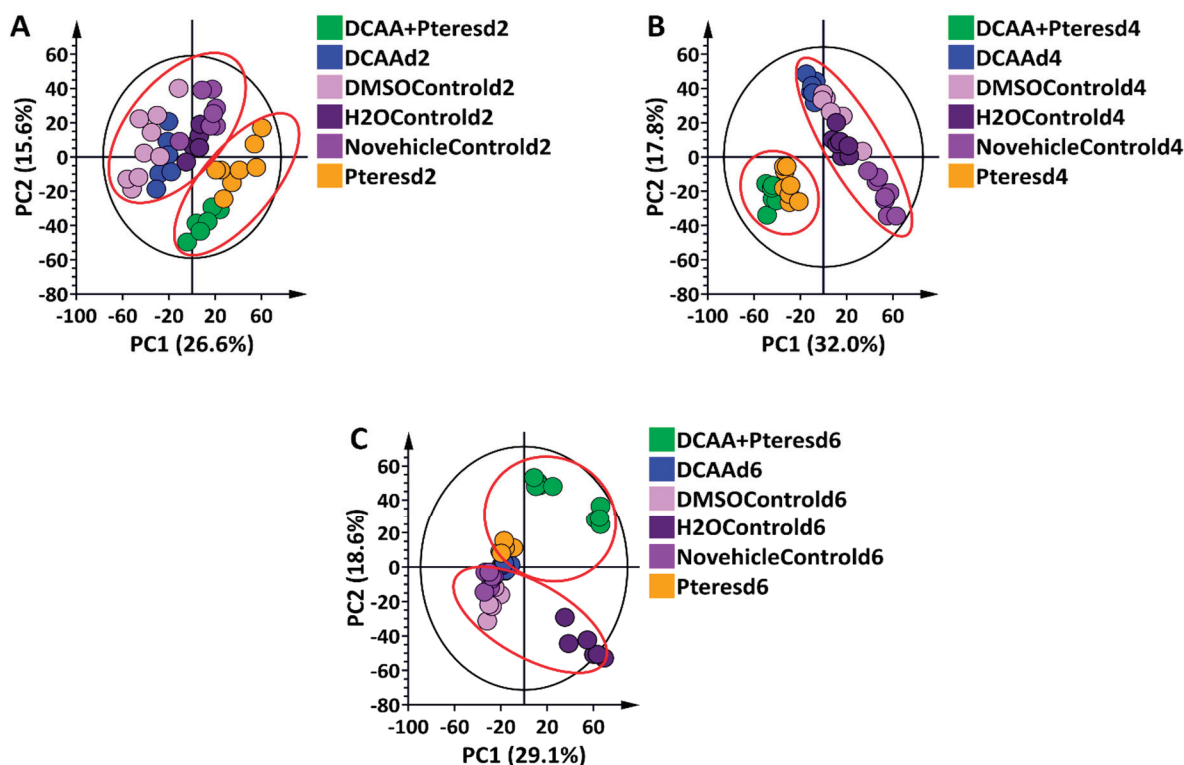 A
DCAA+Pteresd2
DCAAd2
DMSOControld2
H2OControld2
NovehicleControld2
Pteresd2
60
40
20
0
-20
-40
-60
-80
PC2 (15.6%)
-100 -60 -20 20 60
PC1 (26.6%)
B
DCAA+Pteresd4
DCAAd4
DMSOControld4
H2OControld4
NovehicleControld4
Pteresd4
60
40
20
0
-20
-40
-60
-80
PC2 (17.8%)
-100 -60 -20 20 60
PC1 (32.0%)
C
DCAA+Pteresd6
DCAAd6
DMSOControld6
H2OControld6
NovehicleControld6
Pteresd6
60
40
20
0
-20
-40
-60
-80
PC2 (18.6%)
-100 -60 -20 20 60
PC1 (29.1%)